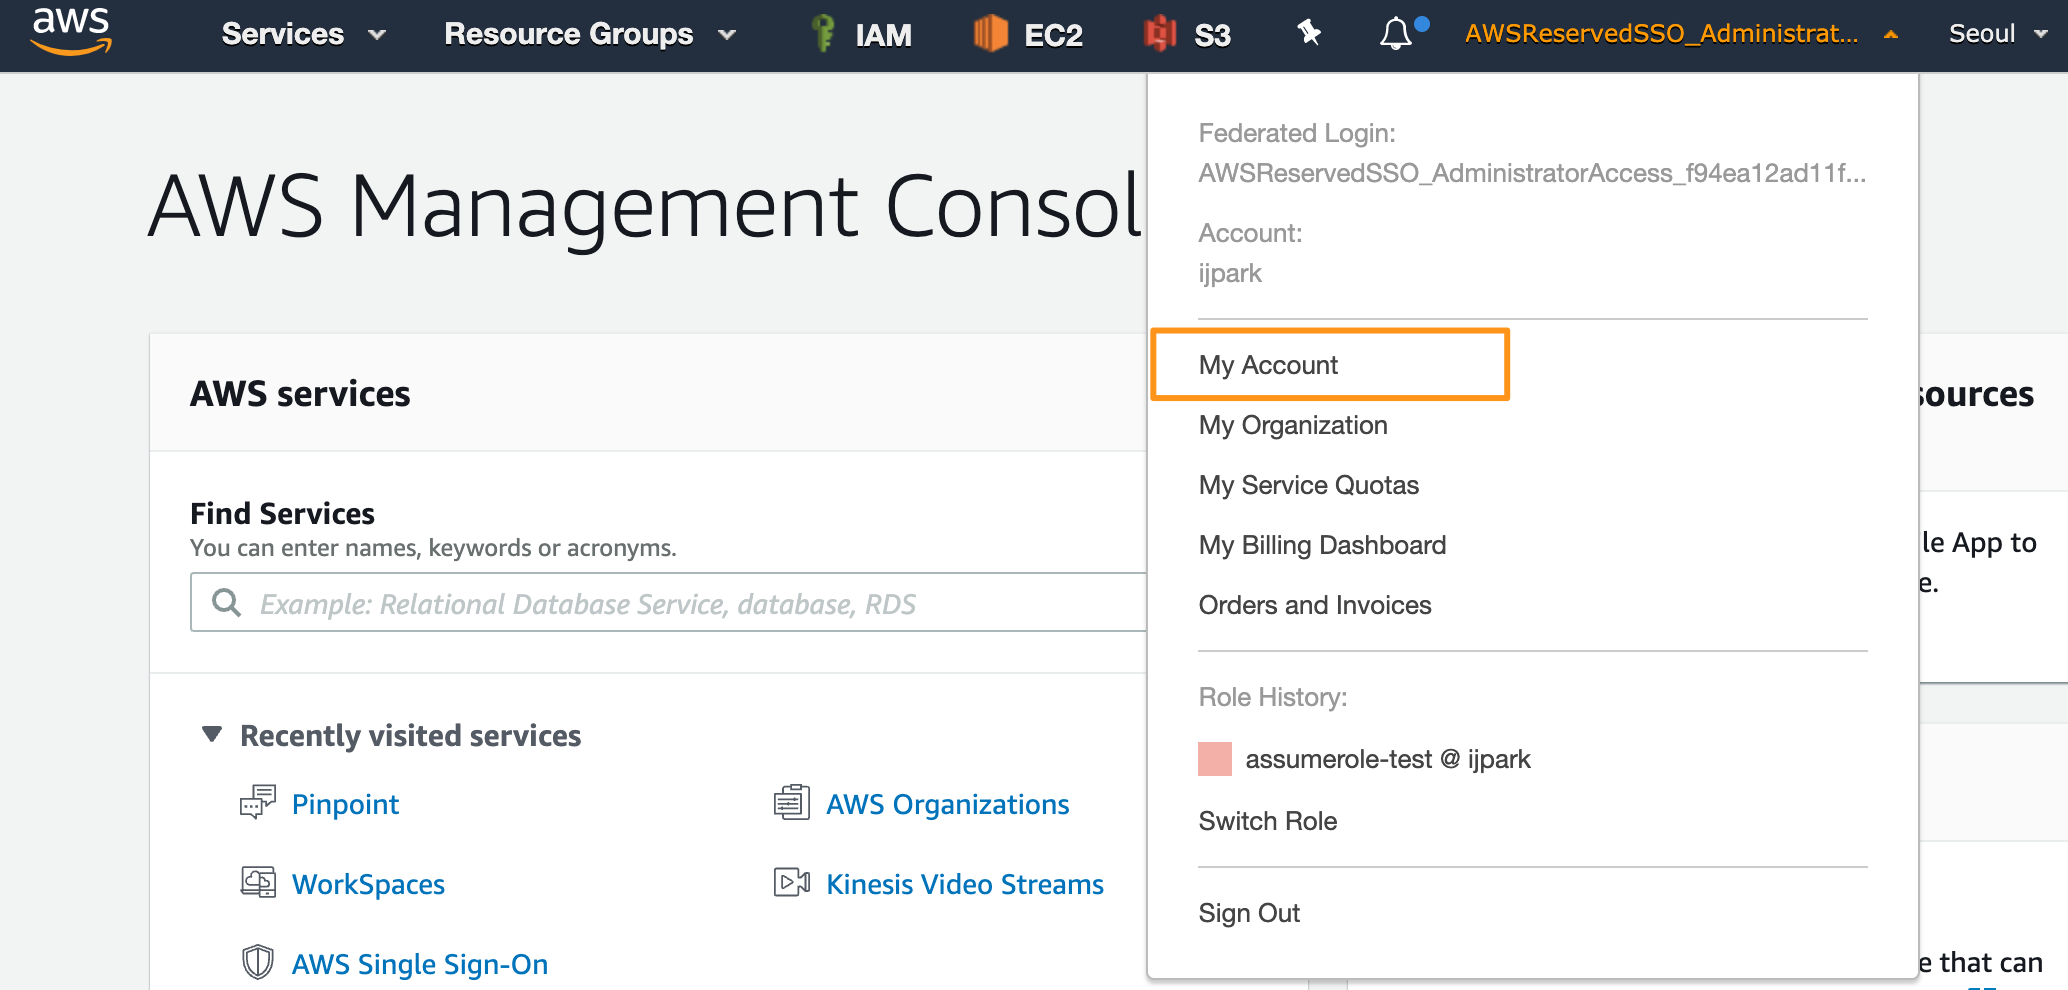 aws
Services
Resource Groups
IAM
EC2
S3
AWSReservedSSO_Administrat...
Seoul
AWS Management Consol
Federated Login:
AWSReservedSSO_AdministratorAccess_f94ea12ad11f...
Account:
ijpark
My Account
My Organization
My Service Quotas
My Billing Dashboard
Orders and Invoices
Role History:
assumerole-test @ ijpark
Switch Role
Sign Out
AWS services
Find Services
You can enter names, keywords or acronyms.
Example: Relational Database Service, database, RDS
Recently visited services
Pinpoint
AWS Organizations
WorkSpaces
Kinesis Video Streams
AWS Single Sign-On
sources
le App to
e.
e that can